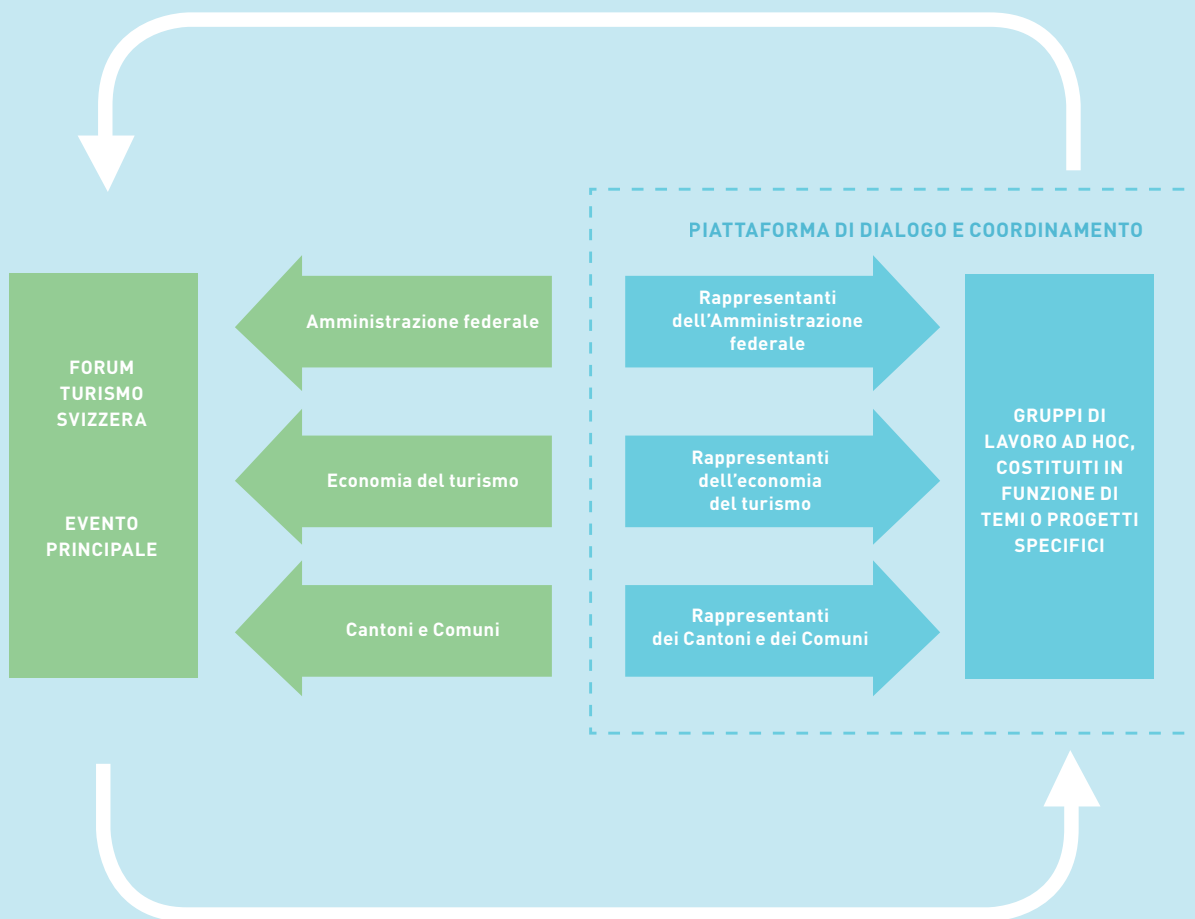 PIATTAFORMA DI DIALOGO E COORDINAMENTO
FORUM
TURISMO
SVIZZERA
EVENTO
PRINCIPALE
Amministrazione federale
Economia del turismo
Cantoni e Comuni
Rappresentanti
dell'Amministrazione
federale
Rappresentanti
dell'economia
del turismo
Rappresentanti
dei Cantoni e dei Comuni
GRUPPI DI
LAVORO AD HOC,
COSTITUITI IN
FUNZIONE DI
TEMI O PROGETTI
SPECIFICI